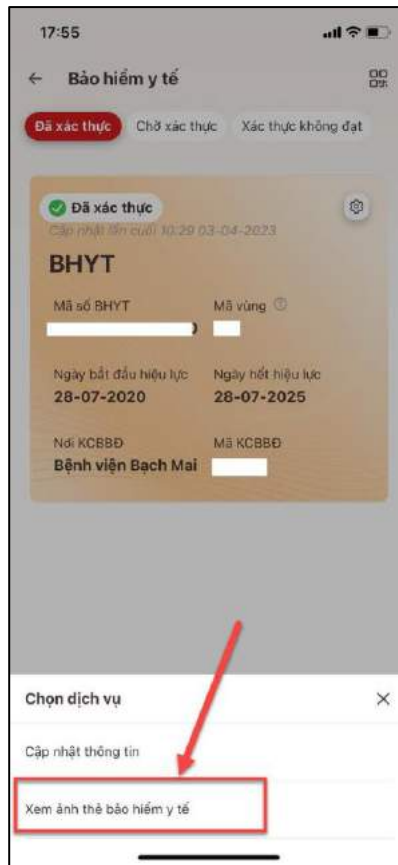 17:55
Bảo hiểm y tế
Đã xác thực Chờ xác thực Xác thực không đạt
Đã xác thực
Cập nhật lần cuối 10:29 03-04-2023
BHYT
Mã số BHYT Mã vùng
Ngày bắt đầu hiệu lực Ngày hết hiệu lực
28-07-2020 28-07-2025
Nơi KCBBĐ Mã KCBBĐ
Bệnh viện Bạch Mai
Chọn dịch vụ
Cập nhật thông tin
Xem ảnh thẻ bảo hiểm y tế